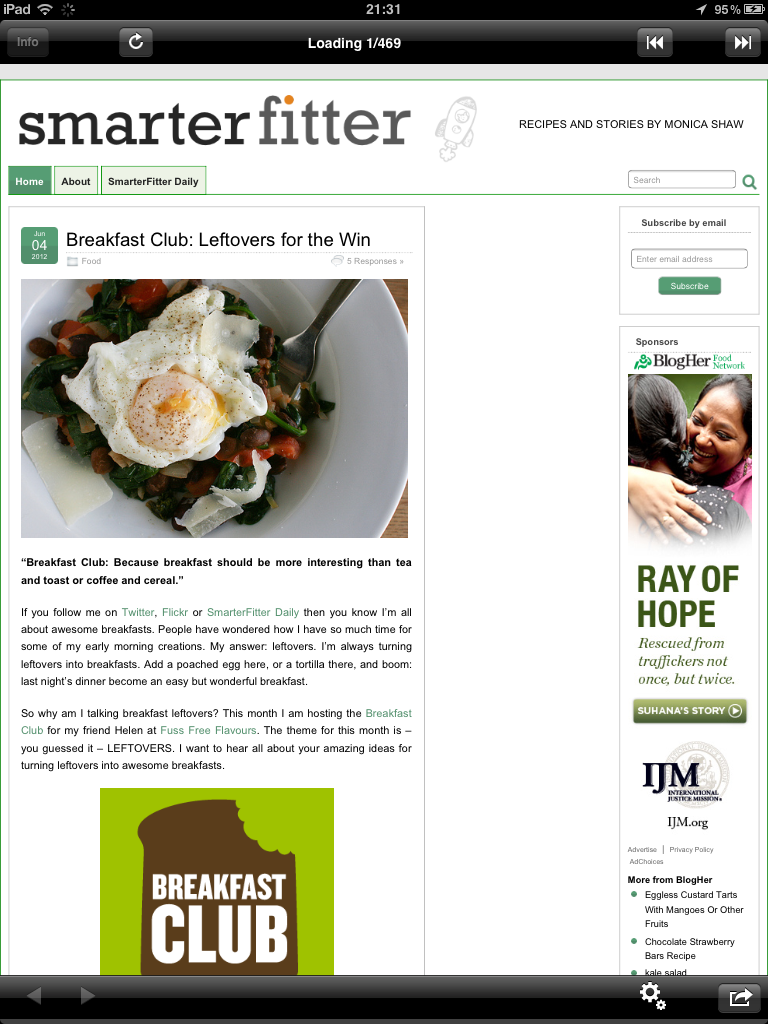 iPad 21:31 95%
Info Loading 1/469
smarterfitter
RECIPES AND STORIES BY MONICA SHAW
Home About SmarterFitter Daily Search
Jun
04
2012
Breakfast Club: Leftovers for the Win
Food 5 Responses »
“Breakfast Club: Because breakfast should be more interesting than tea
and toast or coffee and cereal.”
If you follow me on Twitter, Flickr or SmarterFitter Daily then you know I’m all
about awesome breakfasts. People have wondered how I have so much time for
some of my early morning creations. My answer: leftovers. I’m always turning
leftovers into breakfasts. Add a poached egg here, or a tortilla there, and boom:
last night’s dinner become an easy but wonderful breakfast.
So why am I talking breakfast leftovers? This month I am hosting the Breakfast
Club for my friend Helen at Fuss Free Flavours. The theme for this month is –
you guessed it – LEFTOVERS. I want to hear all about your amazing ideas for
turning leftovers into awesome breakfasts.
BREAKFAST
CLUB
Subscribe by email
Enter email address
Subscribe
Sponsors
BlogHer Food
Network
RAY OF
HOPE
Rescued from
traffickers not
once, but twice.
SUHANA'S STORY
IJM
INTERNATIONAL
JUSTICE MISSION®
IJM.org
Advertise | Privacy Policy
AdChoices
More from BlogHer
Eggless Custard Tarts
With Mangoes Or Other
Fruits
Chocolate Strawberry
Bars Recipe
kale salad